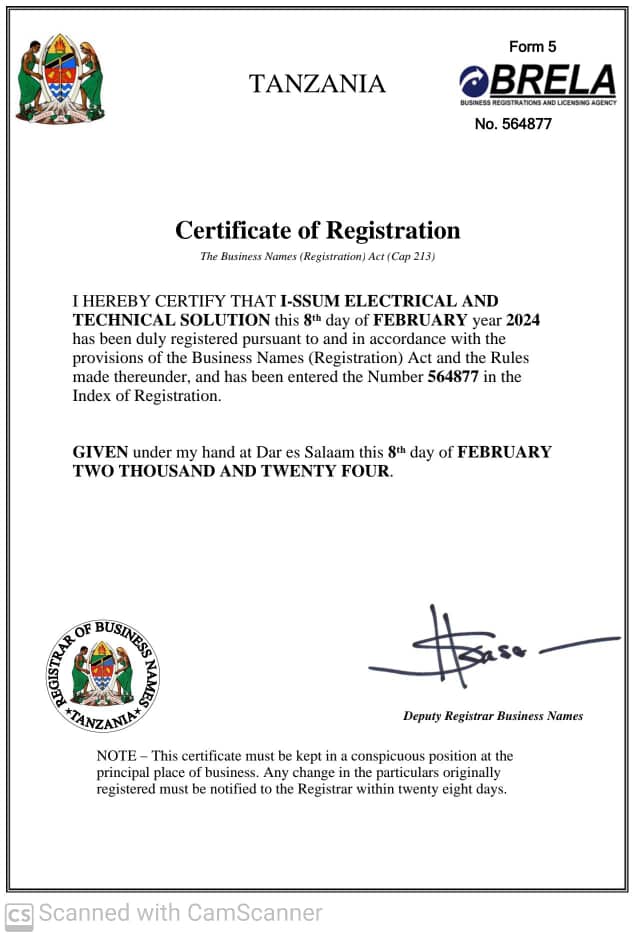 Form 5
TANZANIA
BRELA
BUSINESS REGISTRATIONS AND LICENSING AGENCY
No. 564877
Certificate of Registration
The Business Names (Registration) Act (Cap 213)
I HEREBY CERTIFY THAT I-SSUM ELECTRICAL AND
TECHNICAL SOLUTION this 8th day of FEBRUARY year 2024
has been duly registered pursuant to and in accordance with the
provisions of the Business Names (Registration) Act and the Rules
made thereunder, and has been entered the Number 564877 in the
Index of Registration.
GIVEN under my hand at Dar es Salaam this 8th day of FEBRUARY
TWO THOUSAND AND TWENTY FOUR.
REGISTRAR OF BUSINESS NAMES
★TANZANIA★
Deputy Registrar Business Names
NOTE – This certificate must be kept in a conspicuous position at the
principal place of business. Any change in the particulars originally
registered must be notified to the Registrar within twenty eight days.
CS Scanned with CamScanner